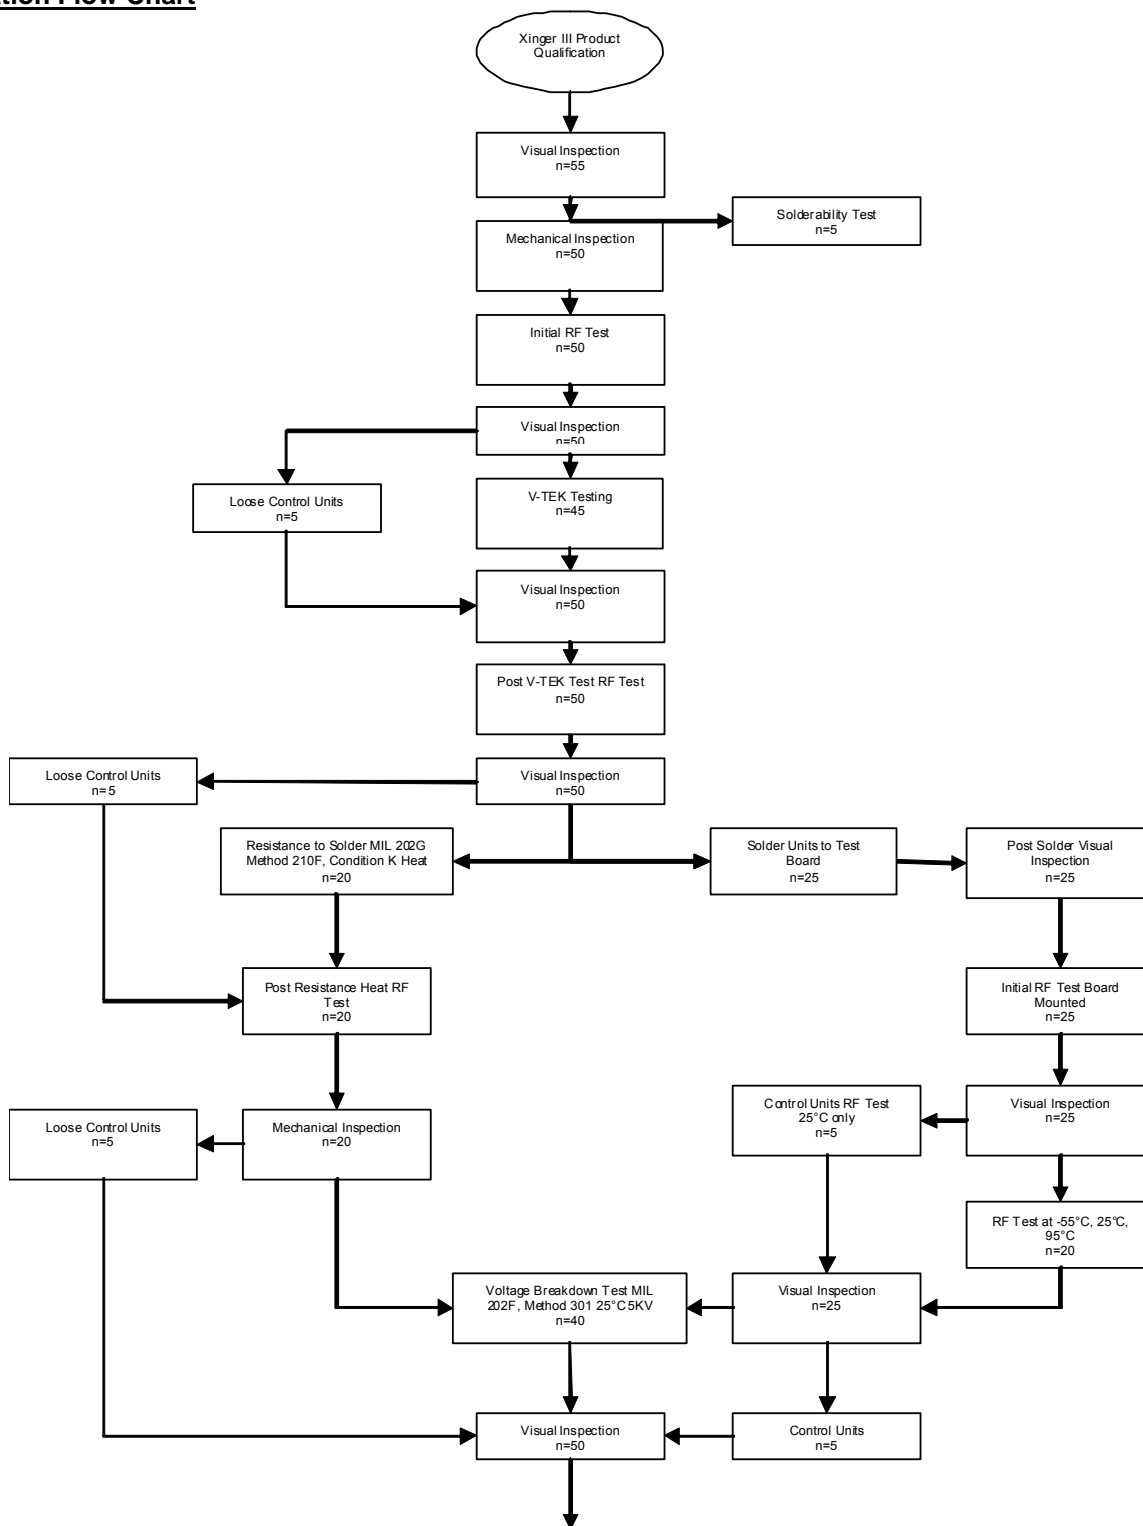 Flow Chart
Xinger III Product
Qualification
Visual Inspection
n=55
Solderability Test
n=5
Mechanical Inspection
n=50
Initial RF Test
n=50
Visual Inspection
n=50
Loose Control Units
n=5
V-TEK Testing
n=45
Visual Inspection
n=50
Post V-TEK Test RF Test
n=50
Loose Control Units
n=5
Visual Inspection
n=50
Resistance to Solder MIL 202G
Method 210F, Condition K Heat
n=20
Solder Units to Test
Board
n=25
Post Solder Visual
Inspection
n=25
Post Resistance Heat RF
Test
n=20
Initial RF Test Board
Mounted
n=25
Loose Control Units
n=5
Mechanical Inspection
n=20
Control Units RF Test
25°C only
n=5
Visual Inspection
n=25
RF Test at -55°C, 25°C,
95°C
n=20
Voltage Breakdown Test MIL
202F, Method 301 25°C 5KV
n=40
Visual Inspection
n=25
Visual Inspection
n=50
Control Units
n=5